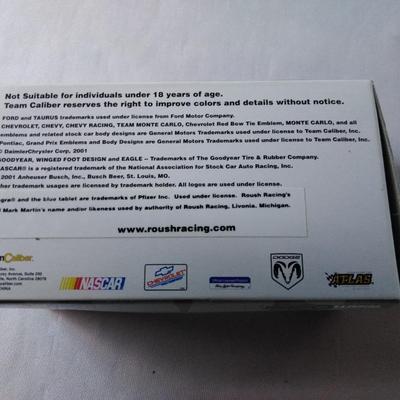 Not Suitable for individuals under 18 years of age.
Team Caliber reserves the right to improve colors and details without notice.
FORD and TAURUS trademarks used under license from Ford Motor Company.
CHEVROLET, CHEVY, CHEVY RACING, TEAM MONTE CARLO, Chevrolet Red Bow Tie Emblem, MONTE CARLO, and all
emblems and related stock car body designs are General Motors Trademarks used under License to Team Caliber, Inc.
Pontiac, Grand Prix Emblems and Body Designs are General Motors Trademarks used under license to Team Caliber, Inc.
© DaimlerChrysler Corp. 2001
GOODYEAR, WINGED FOOT DESIGN and EAGLE – Trademarks of The Goodyear Tire & Rubber Company.
NASCAR® is a registered trademark of the National Association for Stock Car Auto Racing, Inc.
2001 Anheuser Busch, Inc., Busch Beer, St. Louis, MO.
ther trademark usages are licensed by trademark holder. All logos are used under license.
agra® and the blue tablet are trademarks of Pfizer Inc. Used under license. Roush Racing's
Mark Martin's name and/or likeness used by authority of Roush Racing, Livonia, Michigan.
www.roushracing.com
Caliber
NASCAR
CHEVROLET
DODGE
ATLAS